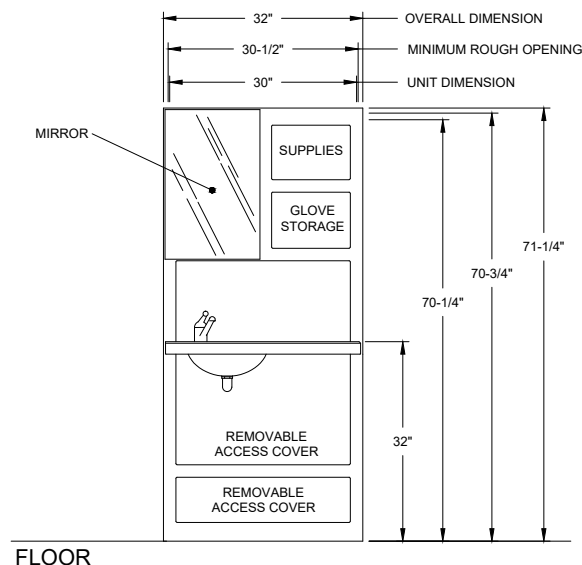 32" OVERALL DIMENSION
30-1/2" MINIMUM ROUGH OPENING
30" UNIT DIMENSION
MIRROR
SUPPLIES
GLOVE
STORAGE
71-1/4"
70-3/4"
70-1/4"
32"
REMOVABLE
ACCESS COVER
REMOVABLE
ACCESS COVER
FLOOR